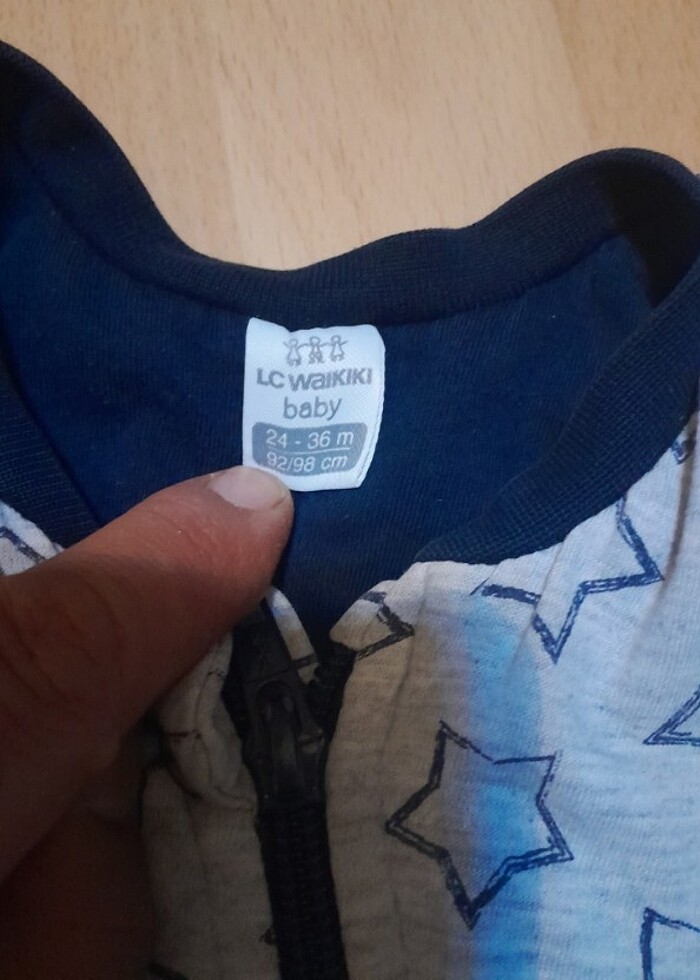 LC WAIKIKI
baby
24 - 36 m
92/98 cm